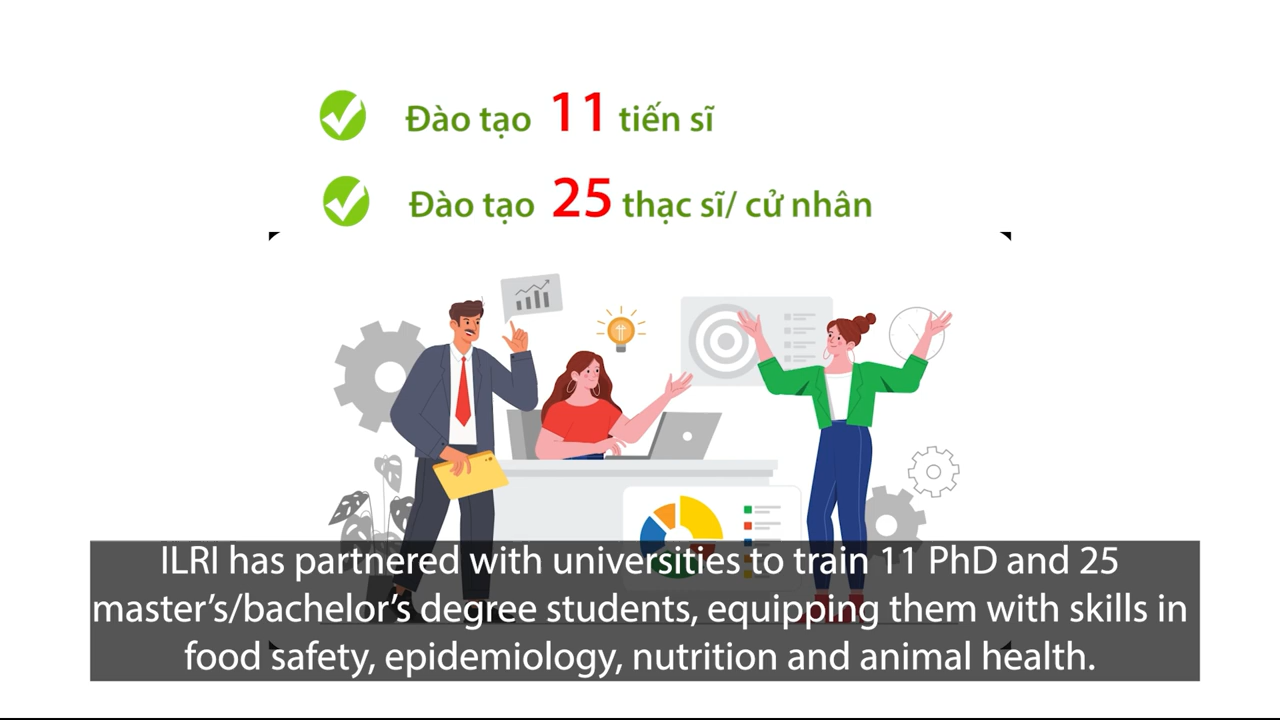 Đào tạo 11 tiến sĩ
Đào tạo 25 thạc sĩ/ cử nhân
ILRI has partnered with universities to train 11 PhD and 25
master’s/bachelor’s degree students, equipping them with skills in
food safety, epidemiology, nutrition and animal health.